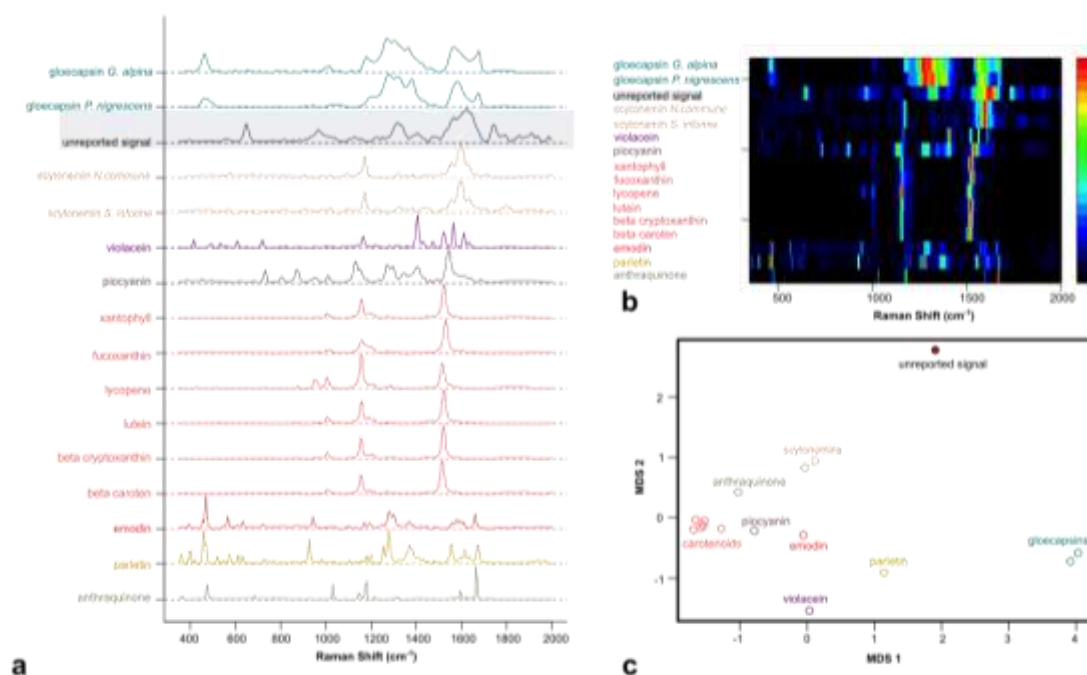 gloecapsin G. alpina
gloecapsin P. nigrescens
unreported signal
scytonemin N.commune
scytonemin S.
violacein
piocyanin
xantophyll
fucoxanthin
lycopene
lutein
beta cryptoxanthin
beta caroten
emodin
parietin
anthraquinone
400 600 800 1000 1200 1400 1600 1800 2000
Raman Shift (cm⁻¹)
a
gloecapsin G. alpina
gloecapsin P. nigrescens
unreported signal
scytonemin N.commune
scytonemin S.
violacein
piocyanin
xantophyll
fucoxanthin
lycopene
lutein
beta cryptoxanthin
beta caroten
emodin
parietin
anthraquinone
500 1000 1500 2000
Raman Shift (cm⁻¹)
b
unreported signal
scytonemins
anthraquinone
carotenoids
piocyanin
emodin
parietin
gloecapsins
violacein
MDS 2
2
1
0
-1
-1 0 1 2 3 4
MDS 1
c